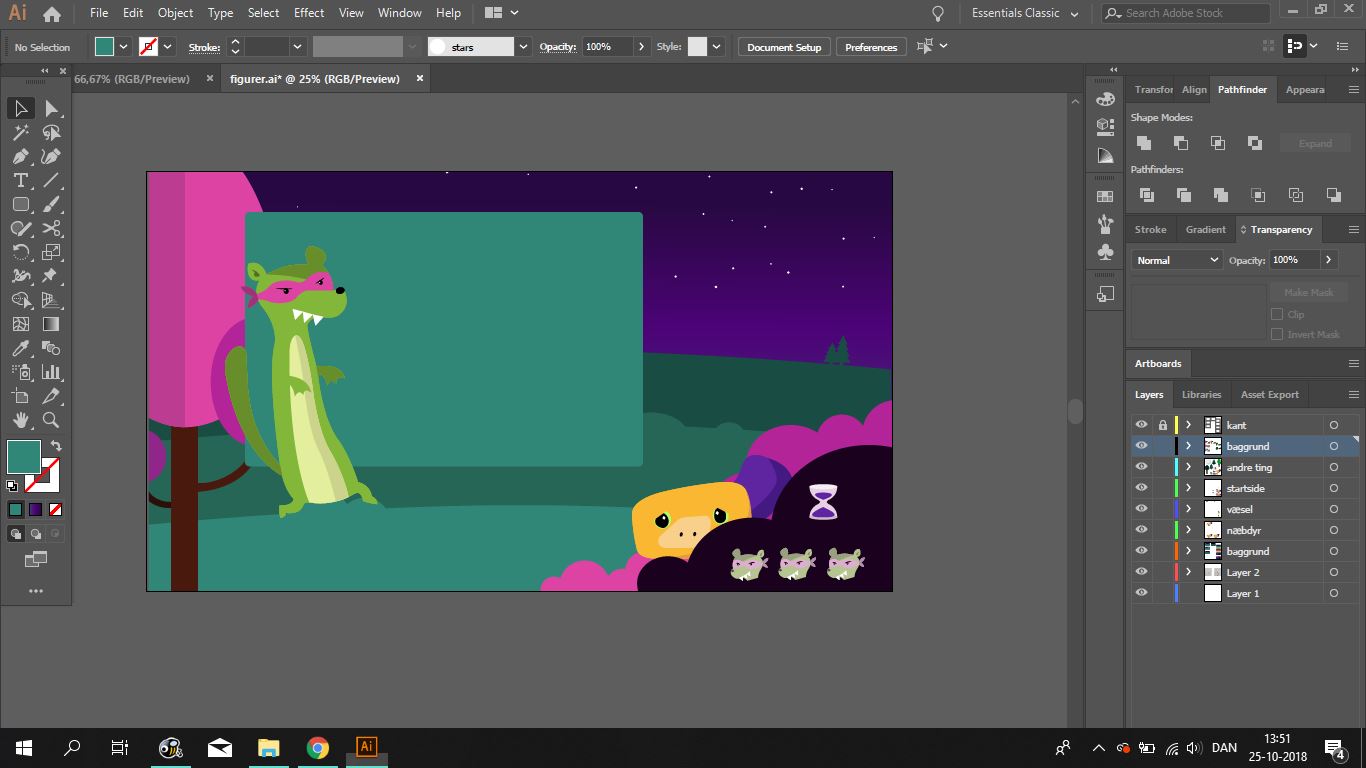 Ai File Edit Object Type Select Effect View Window Help Essentials Classic Search Adobe Stock
No Selection Stroke: stars Opacity: 100% Style: Document Setup Preferences
66,67% (RGB/Preview) × figurer.ai* @ 25% (RGB/Preview) ×
Transfor Align Pathfinder Appeara
Shape Modes:
Expand
Pathfinders:
Stroke Gradient Transparency
Normal Opacity: 100%
Make Mask
Clip
Invert Mask
Artboards
Layers Libraries Asset Export
kant
baggrund
andre ting
startside
væsel
næbdyr
baggrund
Layer 2
Layer 1
Ai
DAN
13:51
25-10-2018
4